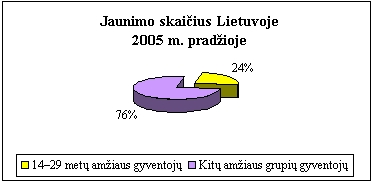 Jaunimo skaičius Lietuvoje
2005 m. pradžioje
24%
76%
14–29 metų amžiaus gyventojų Kitų amžiaus grupių gyventojų